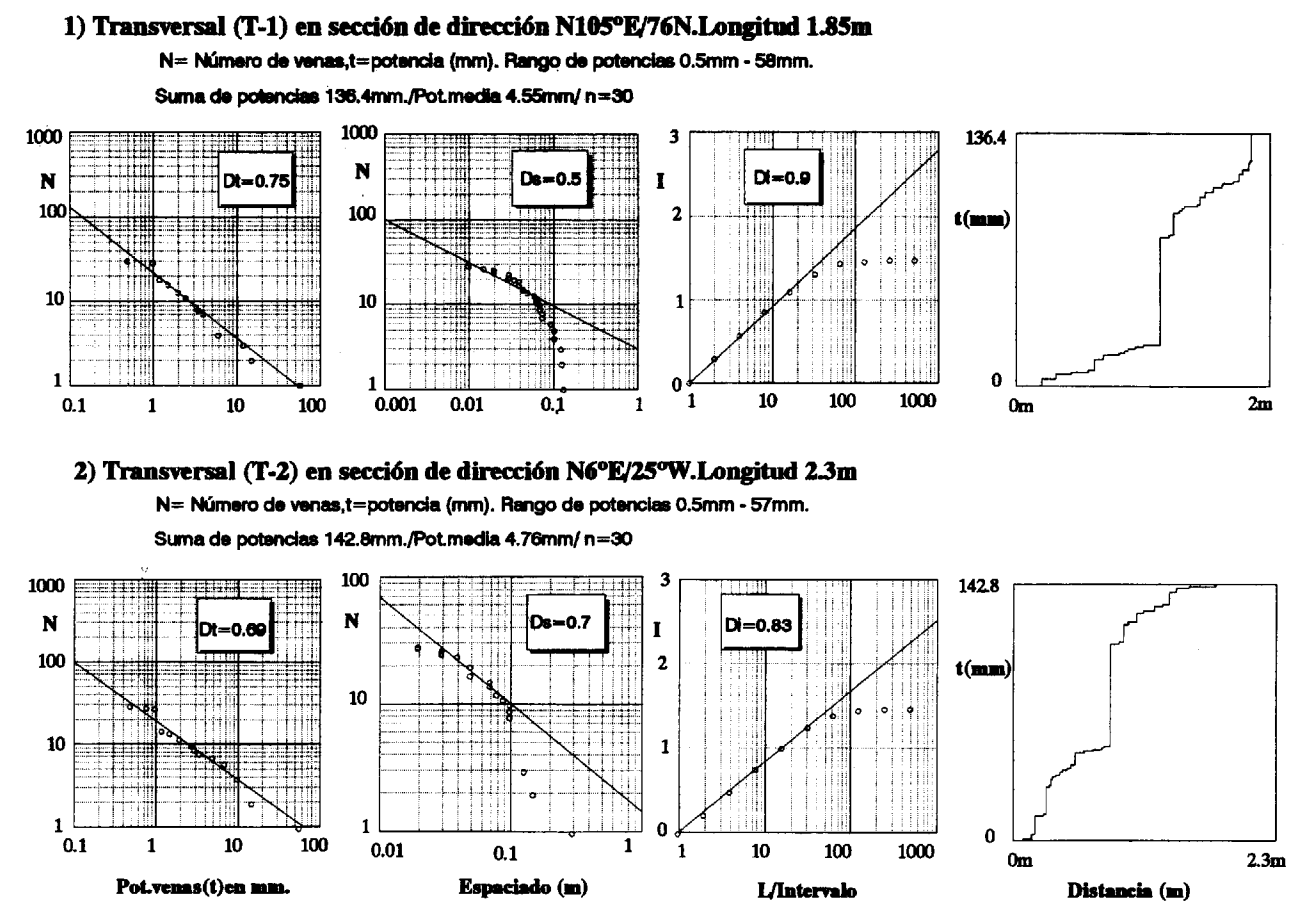 1) Transversal (T-1) en sección de dirección N105ºE/76N.Longitud 1.85m
N= Número de venas,t=potencia (mm). Rango de potencias 0.5mm - 58mm.
Suma de potencias 136.4mm./Pot.media 4.55mm/ n=30
1000
N
100
10
1
Dt=0.75
0.1 1 10 100
1000
N
100
10
1
Ds=0.5
0.001 0.01 0.1 1
3
I
2
1
0
Di=0.9
1 10 100 1000
136.4
t(mm)
0
0m 2m
2) Transversal (T-2) en sección de dirección N6ºE/25ºW.Longitud 2.3m
N= Número de venas,t=potencia (mm). Rango de potencias 0.5mm - 57mm.
Suma de potencias 142.8mm./Pot.media 4.76mm/ n=30
1000
N
100
10
1
Dt=0.69
0.1 1 10 100
Pot.venas(t)en mm.
100
N
10
1
Ds=0.7
0.01 0.1 1
Espaciado (m)
3
I
2
1
0
Di=0.83
1 10 100 1000
L/Intervalo
142.8
t(mm)
0
0m 2.3m
Distancia (m)